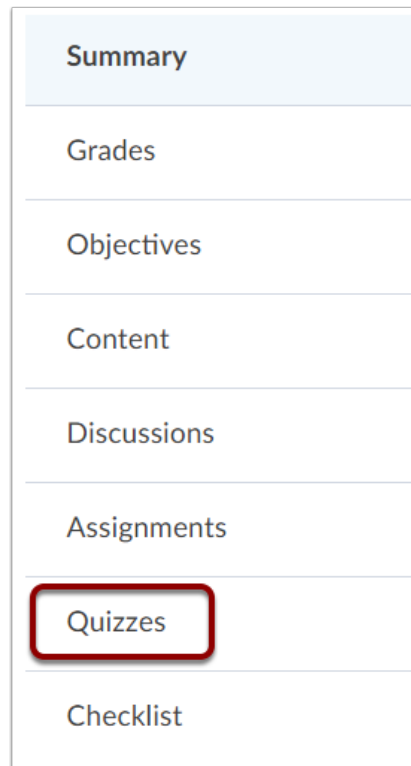 Summary
Grades
Objectives
Content
Discussions
Assignments
Quizzes
Checklist